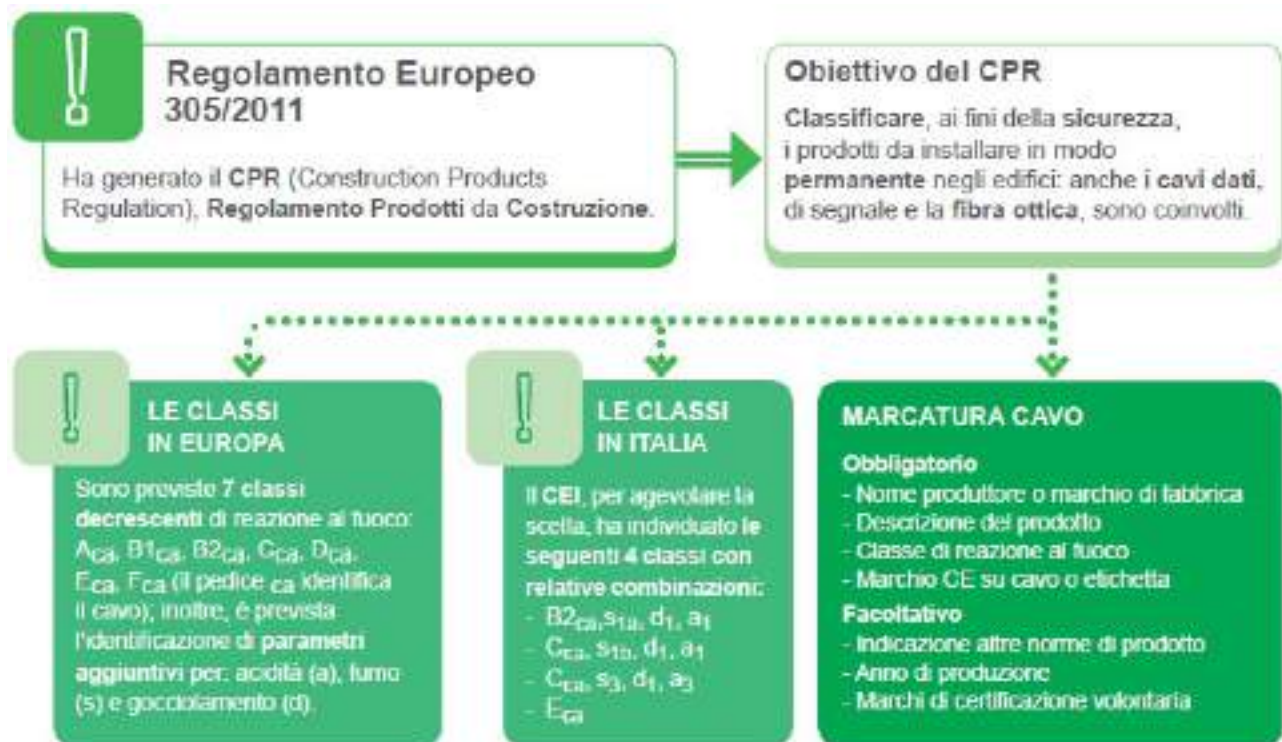 Regolamento Europeo
305/2011
Ha generato il CPR (Construction Products
Regulation), Regolamento Prodotti da Costruzione.
Obiettivo del CPR
Classificare, ai fini della sicurezza,
i prodotti da installare in modo
permanente negli edifici: anche i cavi dati,
di segnale e la fibra ottica, sono coinvolti.
LE CLASSI
IN EUROPA
Sono previste 7 classi
decrescenti di reazione al fuoco:
Aca, B1ca, B2ca, Cca, Dca,
Eca, Fca (il pedice ca identifica
il cavo), inoltre, è prevista
l'identificazione di parametri
aggiuntivi per: acidità (a), fumo
(s) e gocciolamento (d).
LE CLASSI
IN ITALIA
Il CEI, per agevolare la
scelta, ha individuato le
seguenti 4 classi con
relative combinazioni:
- B2ca,s1a, d1, a1
- Cca, s1b, d1, a1
- Cca, s3, d1, a3
- Eca
MARCATURA CAVO
Obbligatorio
- Nome produttore o marchio di fabbrica
- Descrizione del prodotto
- Classe di reazione al fuoco
- Marchio CE su cavo o etichetta
Facoltativo
- Indicazione altre norme di prodotto
- Anno di produzione
- Marchi di certificazione volontaria